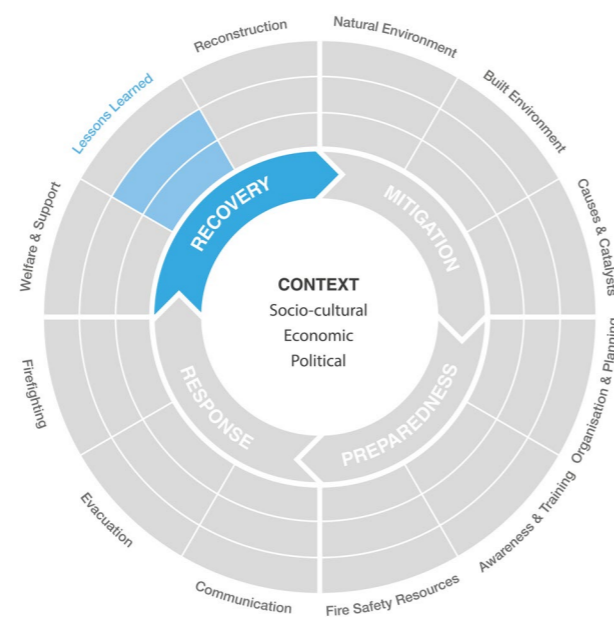 Natural Environment
Built Environment
Causes & Catalysts
Organisation & Planning
Awareness & Training
Fire Safety Resources
Communication
Evacuation
Firefighting
Welfare & Support
Lessons Learned
Reconstruction
RECOVERY
MITIGATION
PREPAREDNESS
RESPONSE
CONTEXT
Socio-cultural
Economic
Political